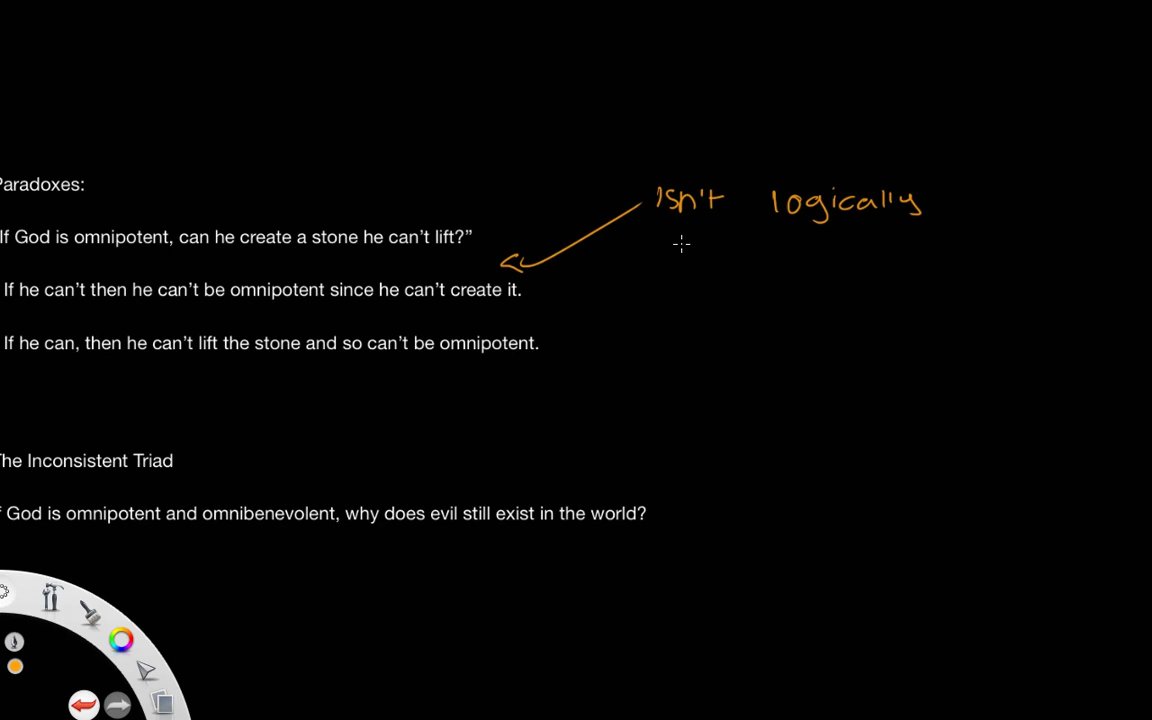 Paradoxes:
Isn't logically
If God is omnipotent, can he create a stone he can’t lift?”
If he can’t then he can’t be omnipotent since he can’t create it.
If he can, then he can’t lift the stone and so can’t be omnipotent.
The Inconsistent Triad
If God is omnipotent and omnibenevolent, why does evil still exist in the world?